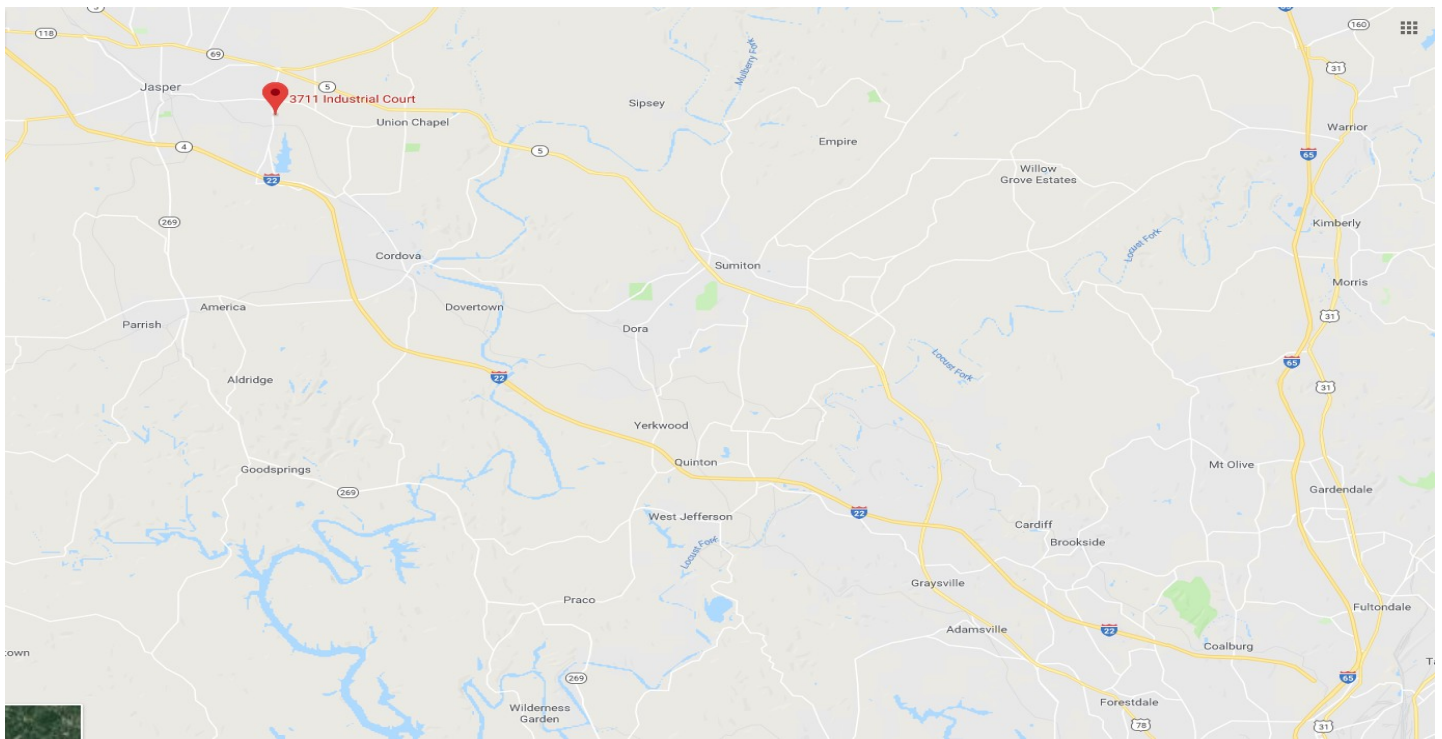 118
5
160
31
69
Mulberry Fork
Jasper
5
3711 Industrial Court
Sipsey
Union Chapel
Empire
Warrior
4
5
65
22
Willow
Grove Estates
269
Kimberly
Locust Fork
Cordova
Sumiton
Morris
America
Dovertown
31
Parrish
Dora
Locust Fork
65
22
Aldridge
31
Yerkwood
Goodsprings
Quinton
Mt Olive
269
Gardendale
West Jefferson
22
Cardiff
Locust Fork
Brookside
Graysville
Praco
Fultondale
Adamsville
22
Coalburg
town
Ta
269
65
Wilderness
Garden
Forestdale
78
31